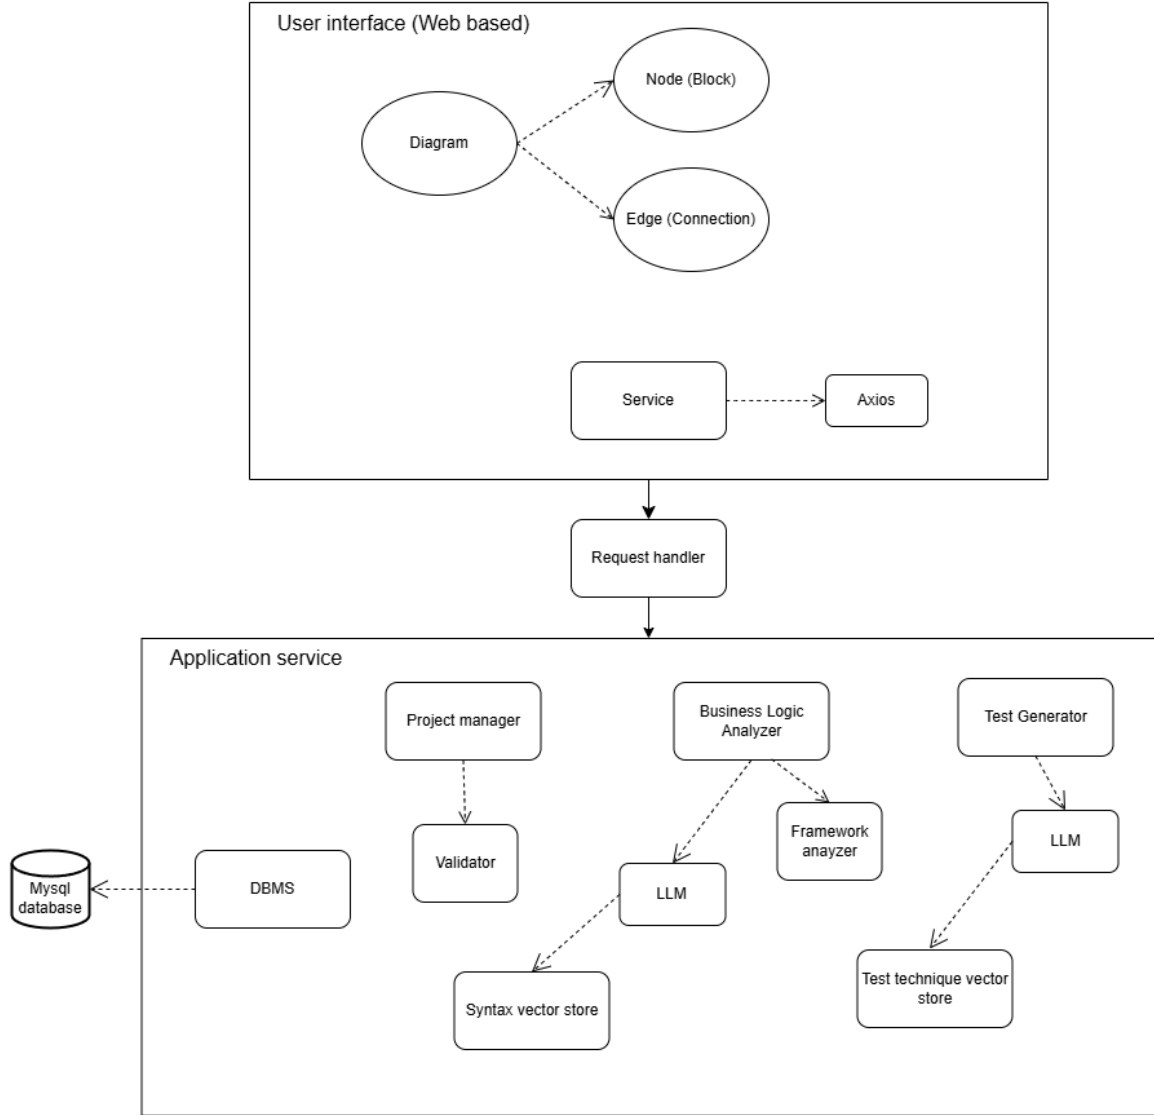 User interface (Web based)
Node (Block)
Diagram
Edge (Connection)
Service
Axios
Request handler
Application service
Project manager
Business Logic
Analyzer
Test Generator
Validator
Framework
anayzer
LLM
Mysql
database
DBMS
LLM
Syntax vector store
Test technique vector
store